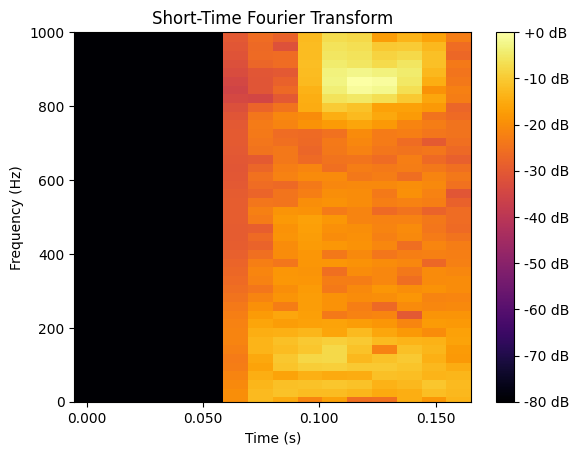 Short-Time Fourier Transform
1000
800
600
400
200
0
Frequency (Hz)
0.000
0.050
0.100
0.150
Time (s)
+0 dB
-10 dB
-20 dB
-30 dB
-40 dB
-50 dB
-60 dB
-70 dB
-80 dB